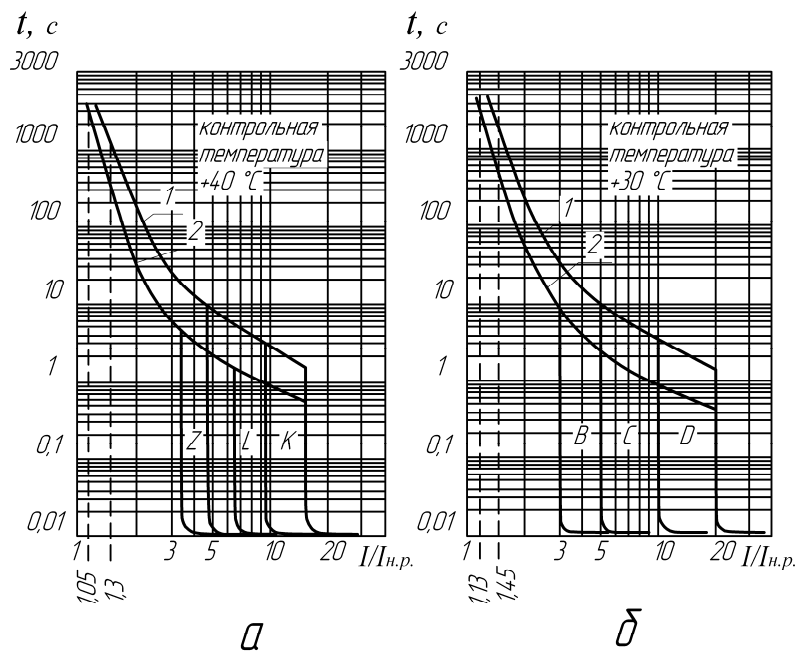 t, с
3000
1000
100
10
1
0,1
0,01
контрольная
температура
+40 °C
1
2
Z L K
1 3 5 10 20 I/Iн.р.
1,05 1,3
а
t, с
3000
1000
100
10
1
0,1
0,01
контрольная
температура
+30 °C
1
2
B C D
1 3 5 10 20 I/Iн.р.
1,13 1,45
б